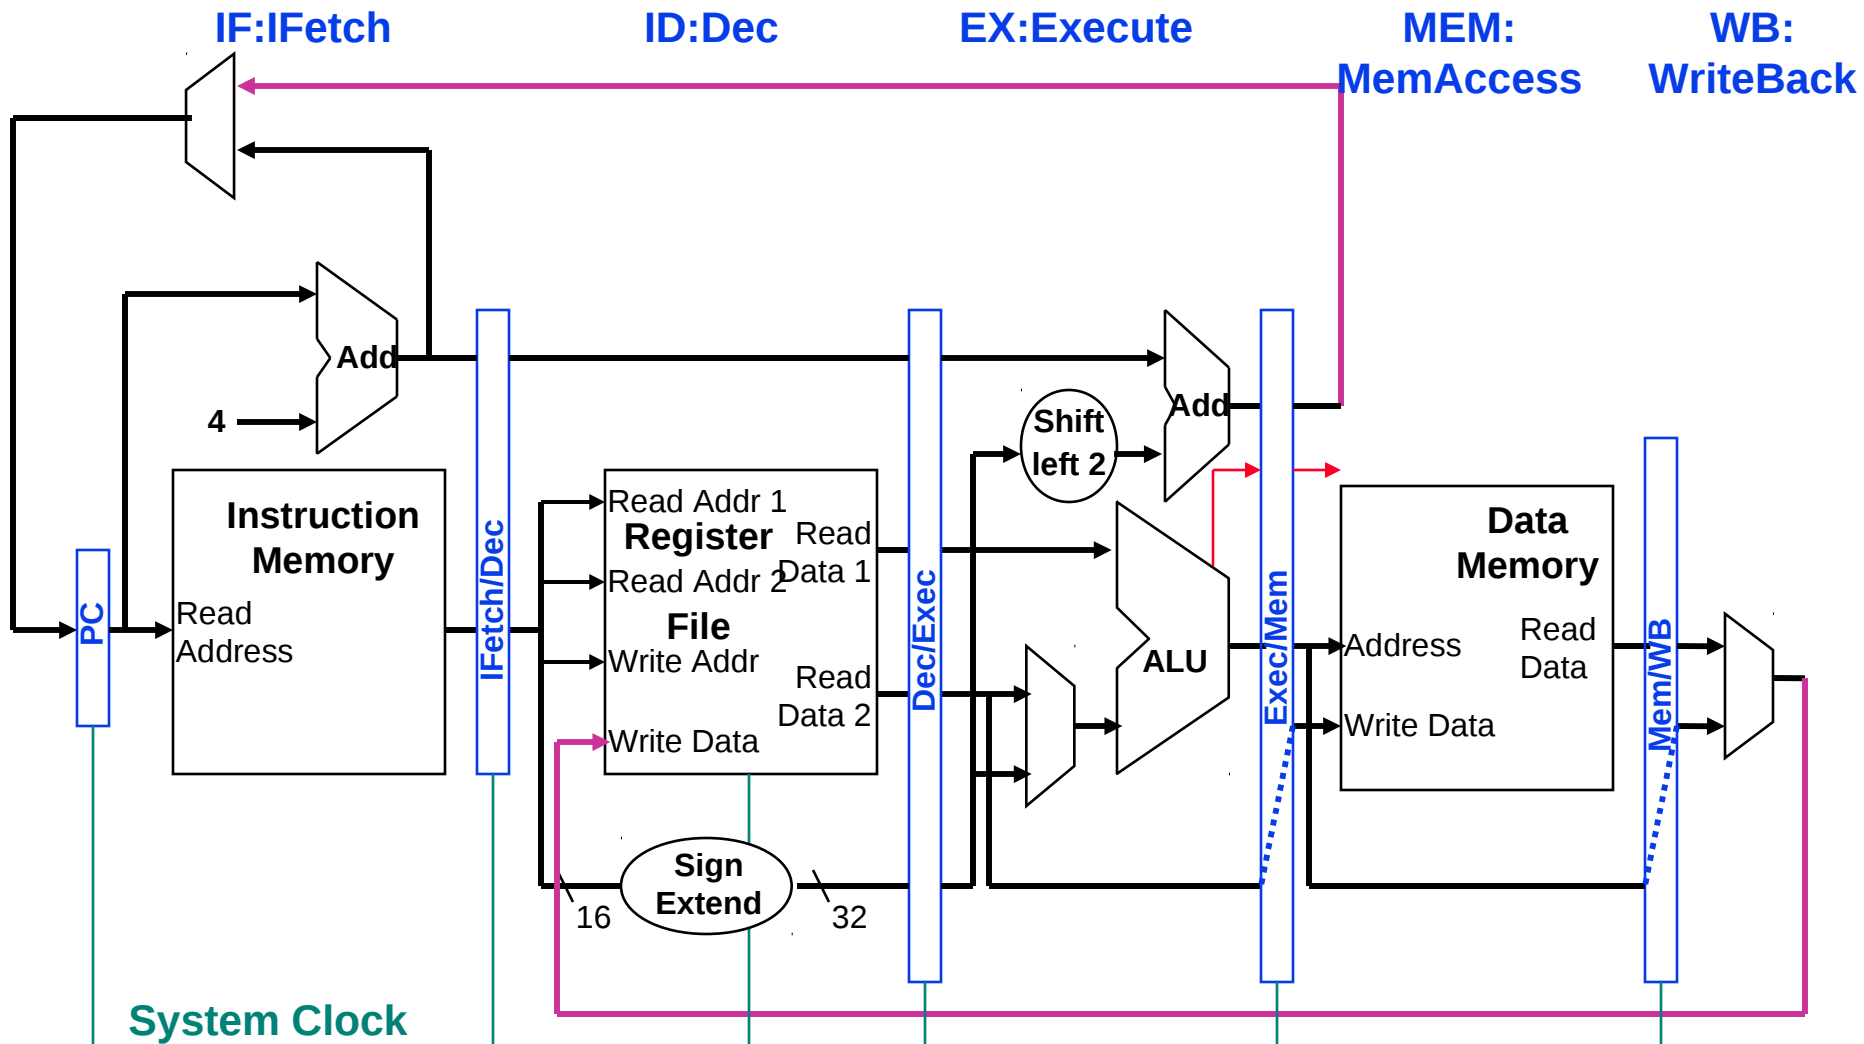 IF:IFetch
ID:Dec
EX:Execute
MEM:
MemAccess
WB:
WriteBack
Add
4
Shift
left 2
Add
Instruction
Memory
Read
Address
PC
IFetch/Dec
Read Addr 1
Register
Read Addr 2
File
Write Addr
Write Data
Read
Data 1
Read
Data 2
Dec/Exec
ALU
Exec/Mem
Data
Memory
Address
Read
Data
Write Data
Mem/WB
Sign
Extend
16
32
System Clock